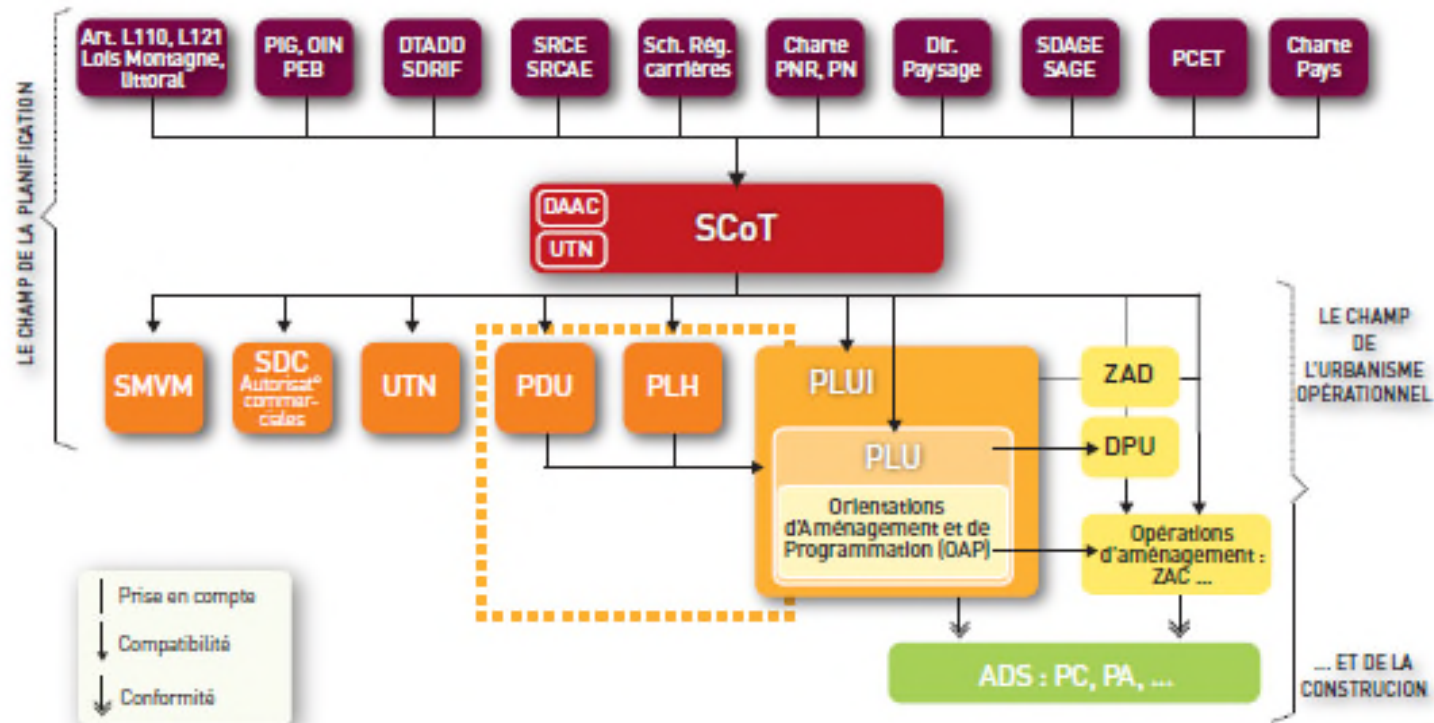 Art. L110, L121
Lois Montagne,
littoral
PIG, OIN
PEB
DTADD
SDRIF
SRCE
SRCAE
Sch. Rég.
carrières
Charte
PNR, PN
Dir.
Paysage
SDAGE
SAGE
PCET
Charte
Pays
LE CHAMP DE LA PLANIFICATION
DAAC
UTN
SCoT
SMVM
SDC
Autorisat°
commer-
ciales
UTN
PDU
PLH
PLUI
PLU
Orientations
d'Aménagement et de
Programmation (OAP)
ZAD
DPU
Opérations
d'aménagement :
ZAC ...
LE CHAMP
DE
L'URBANISME
OPÉRATIONNEL
Prise en compte
Compatibilité
Conformité
ADS : PC, PA, ...
.... ET DE LA
CONSTRUCION